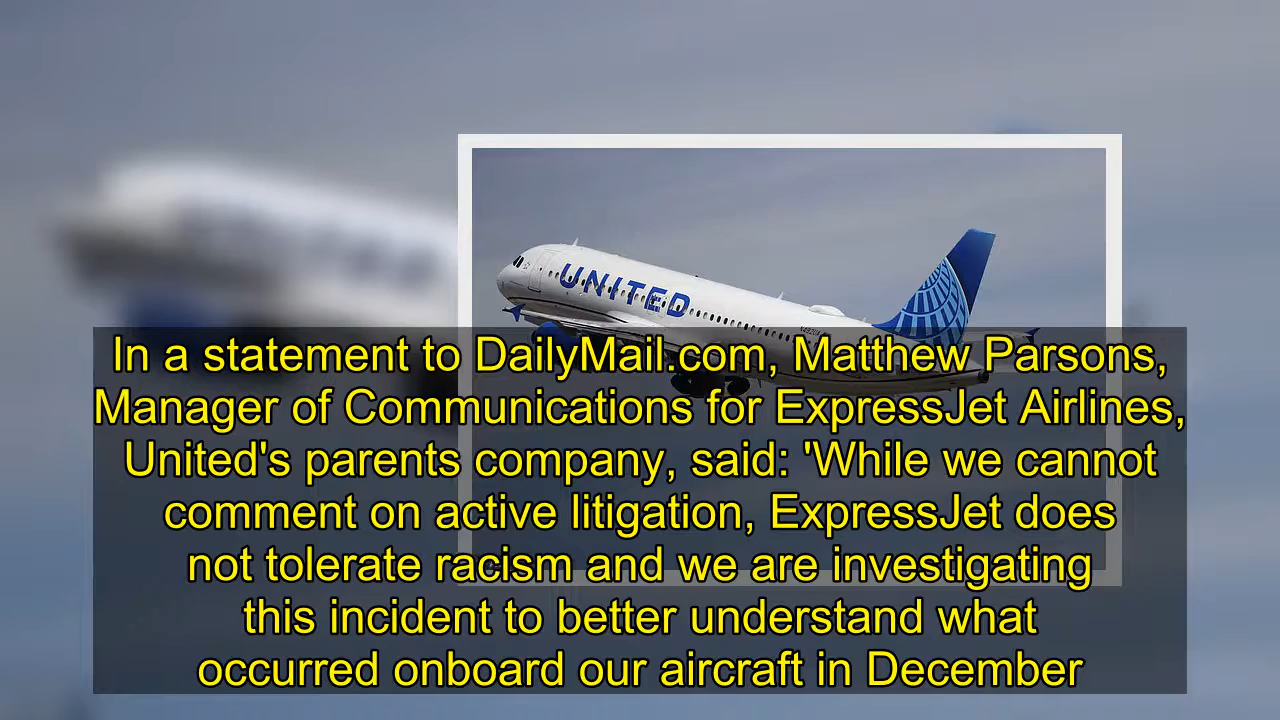 UNITED
In a statement to DailyMail.com, Matthew Parsons,
Manager of Communications for ExpressJet Airlines,
United's parents company, said: 'While we cannot
comment on active litigation, ExpressJet does
not tolerate racism and we are investigating
this incident to better understand what
occurred onboard our aircraft in December